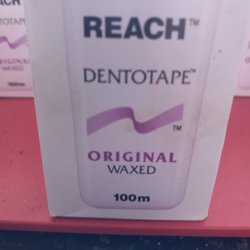 REACH™
DENTOTAPE™
™
ORIGINAL
WAXED
100m